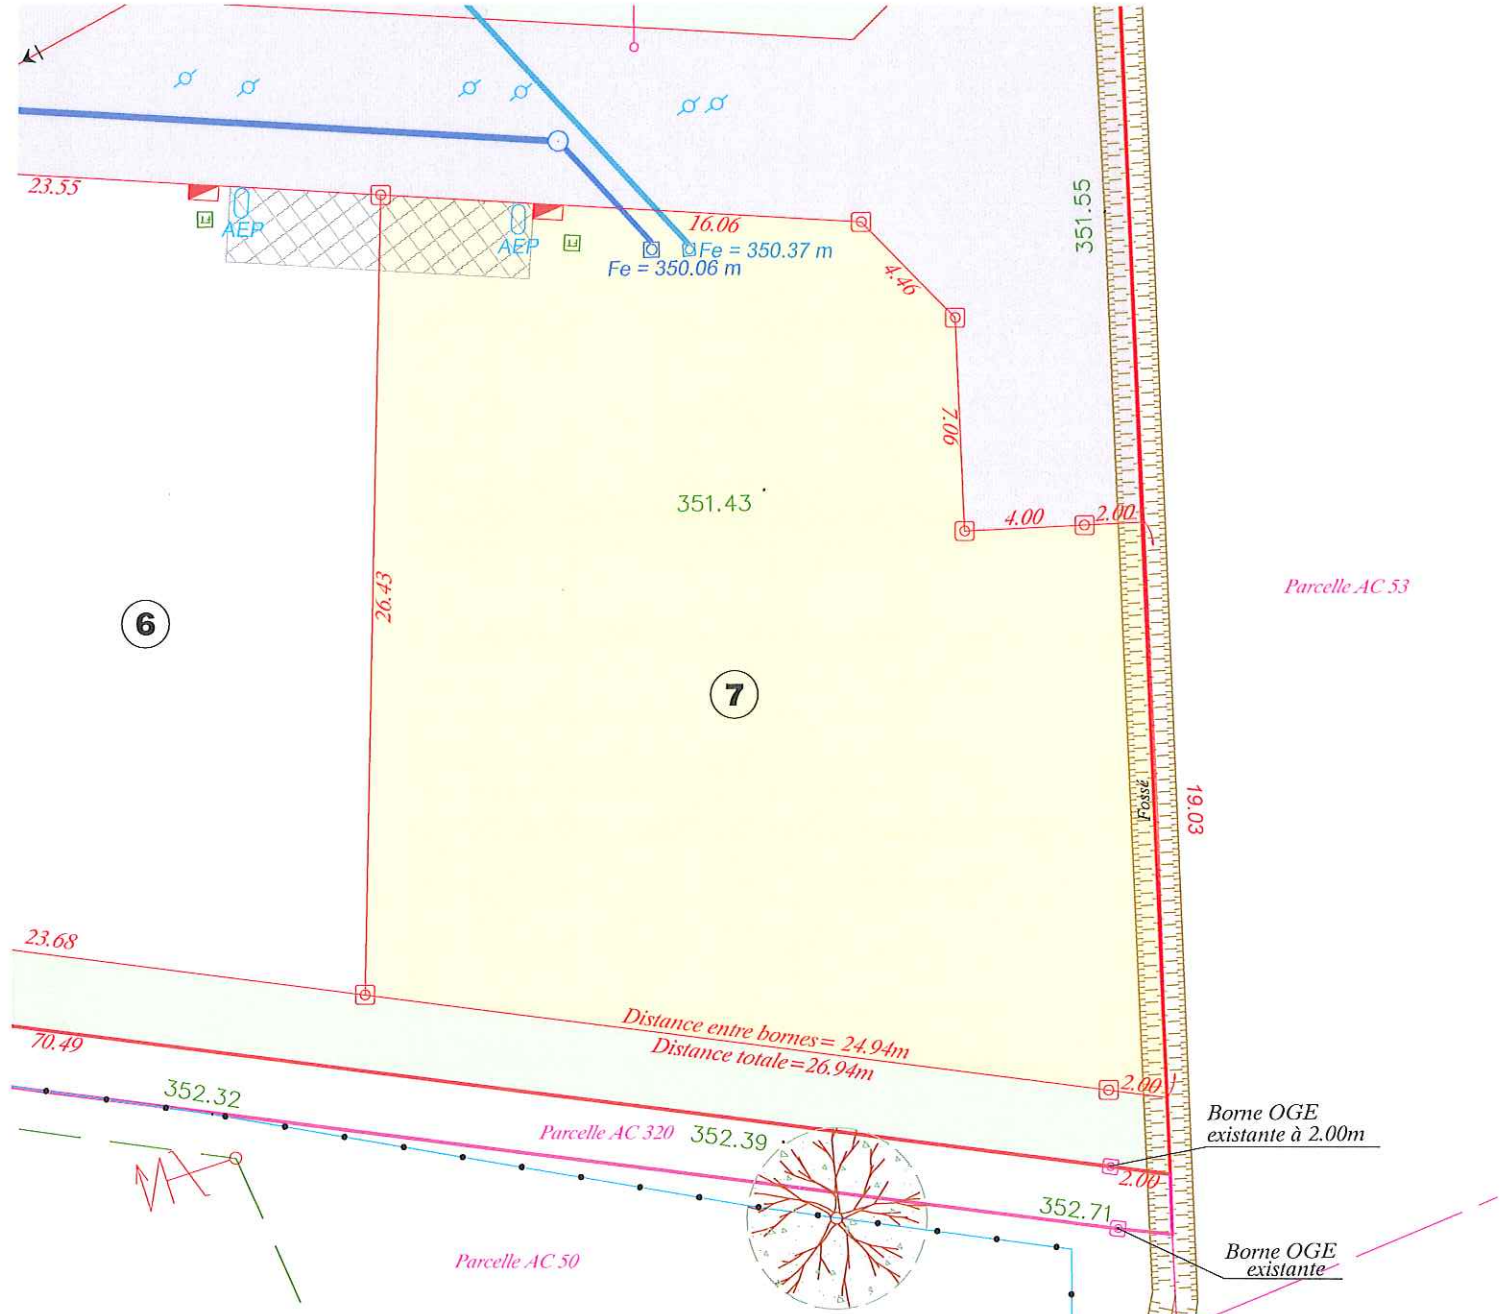 23.55
AEP
AEP
16.06
Fe = 350.37 m
Fe = 350.06 m
4.46
351.55
7.06
351.43
4.00
2.00
Parcelle AC 53
26.43
6
7
Fossé
19.03
23.68
Distance entre bornes= 24.94m
Distance totale=26.94m
70.49
2.00
352.32
Parcelle AC 320
352.39
Borne OGE
existante à 2.00m
2.00
352.71
Parcelle AC 50
Borne OGE
existante